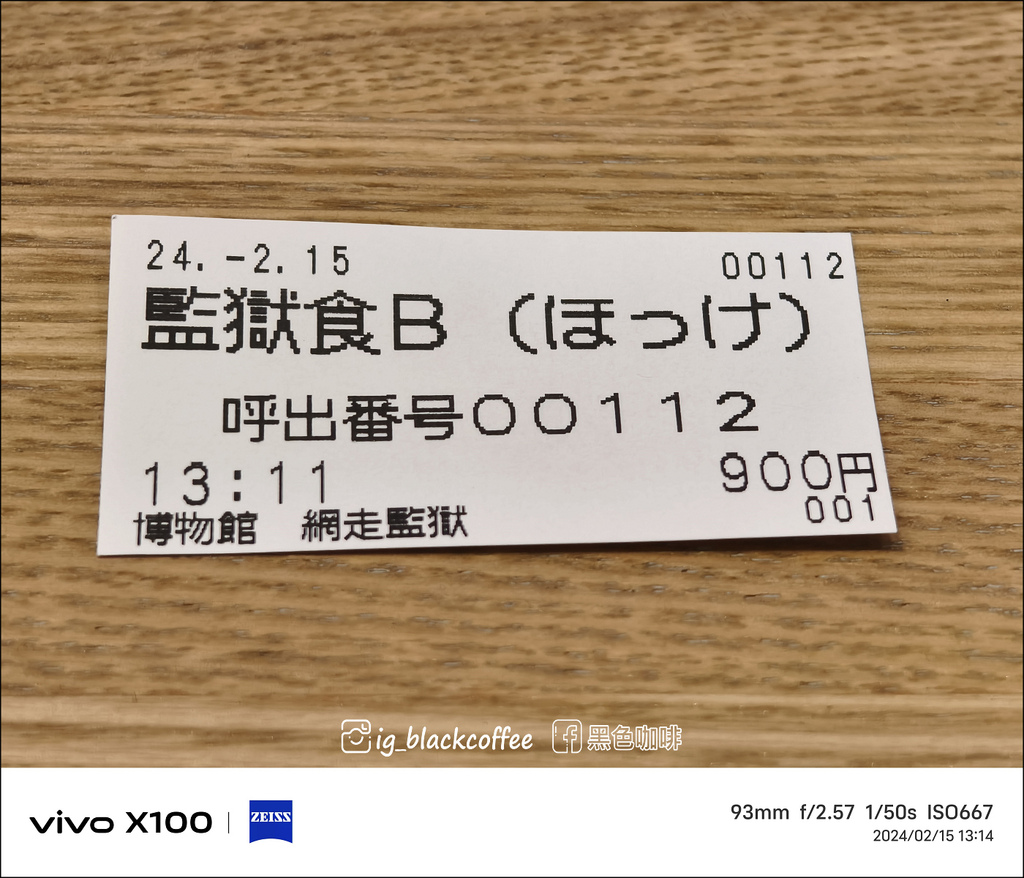 24.-2.15 00112
監獄食B (ほっけ)
呼出番号00112
13:11 900円
001
博物館 網走監獄
ig_blackcoffee 黑色咖啡
vivo X100 | ZEISS 93mm f/2.57 1/50s ISO667
2024/02/15 13:14